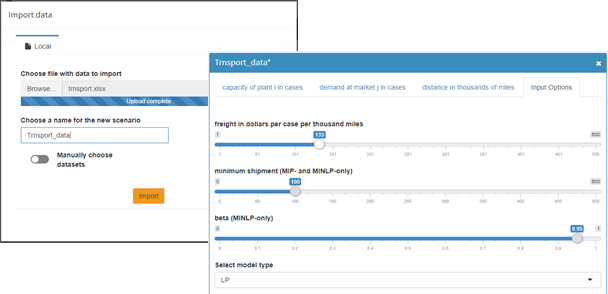 Import data
Local
Choose file with data to import
Browse... trnsport.xlsx
Upload complete
Choose a name for the new scenario
Trnsport_data
Manually choose
datasets
Import
Trnsport_data*
capacity of plant i in cases demand at market j in cases distance in thousands of miles Input Options
freight in dollars per case per thousand miles
1 133 500
1 51 101 151 201 251 301 351 401 451 500
minimum shipment (MIP- and MINLP-only)
0 100 500
0 50 100 150 200 250 300 350 400 450 500
beta (MINLP-only)
0 0.95 1
0 0.1 0.2 0.3 0.4 0.5 0.6 0.7 0.8 0.9 1
Select model type
LP